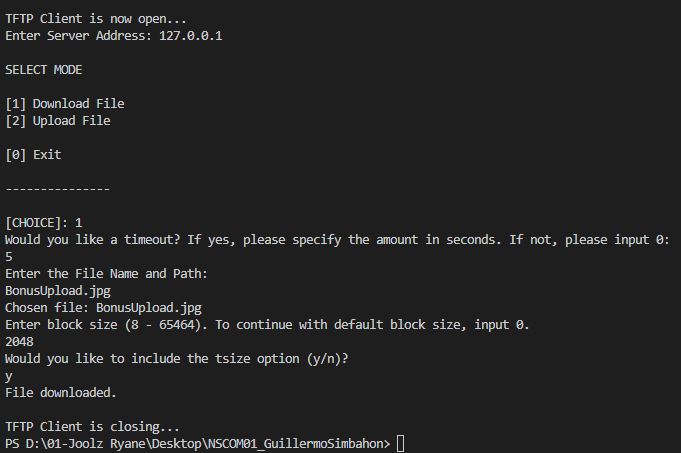 TFTP Client is now open...
Enter Server Address: 127.0.0.1
SELECT MODE
[1] Download File
[2] Upload File
[0] Exit
---------------
[CHOICE]: 1
Would you like a timeout? If yes, please specify the amount in seconds. If not, please input 0:
5
Enter the File Name and Path:
BonusUpload.jpg
Chosen file: BonusUpload.jpg
Enter block size (8 - 65464). To continue with default block size, input 0.
2048
Would you like to include the tsize option (y/n)?
y
File downloaded.
TFTP Client is closing...
PS D:\01-Joolz Ryane\Desktop\NSCOM01_GuillermoSimbahon>